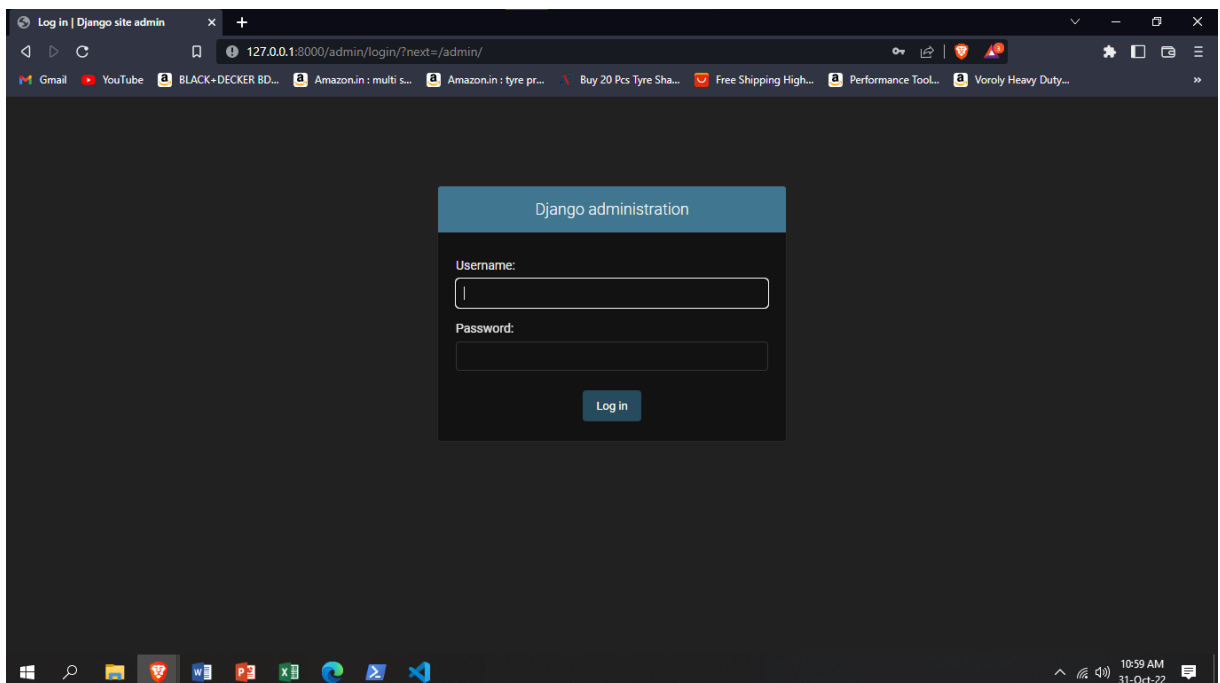 Log in | Django site admin
127.0.0.1:8000/admin/login/?next=/admin/
Gmail YouTube BLACK+DECKER BD... Amazon.in : multi s... Amazon.in : tyre pr... Buy 20 Pcs Tyre Sha... Free Shipping High... Performance Tool... Voroly Heavy Duty... »
Django administration
Username:
Password:
Log in
10:59 AM
31-Oct-22